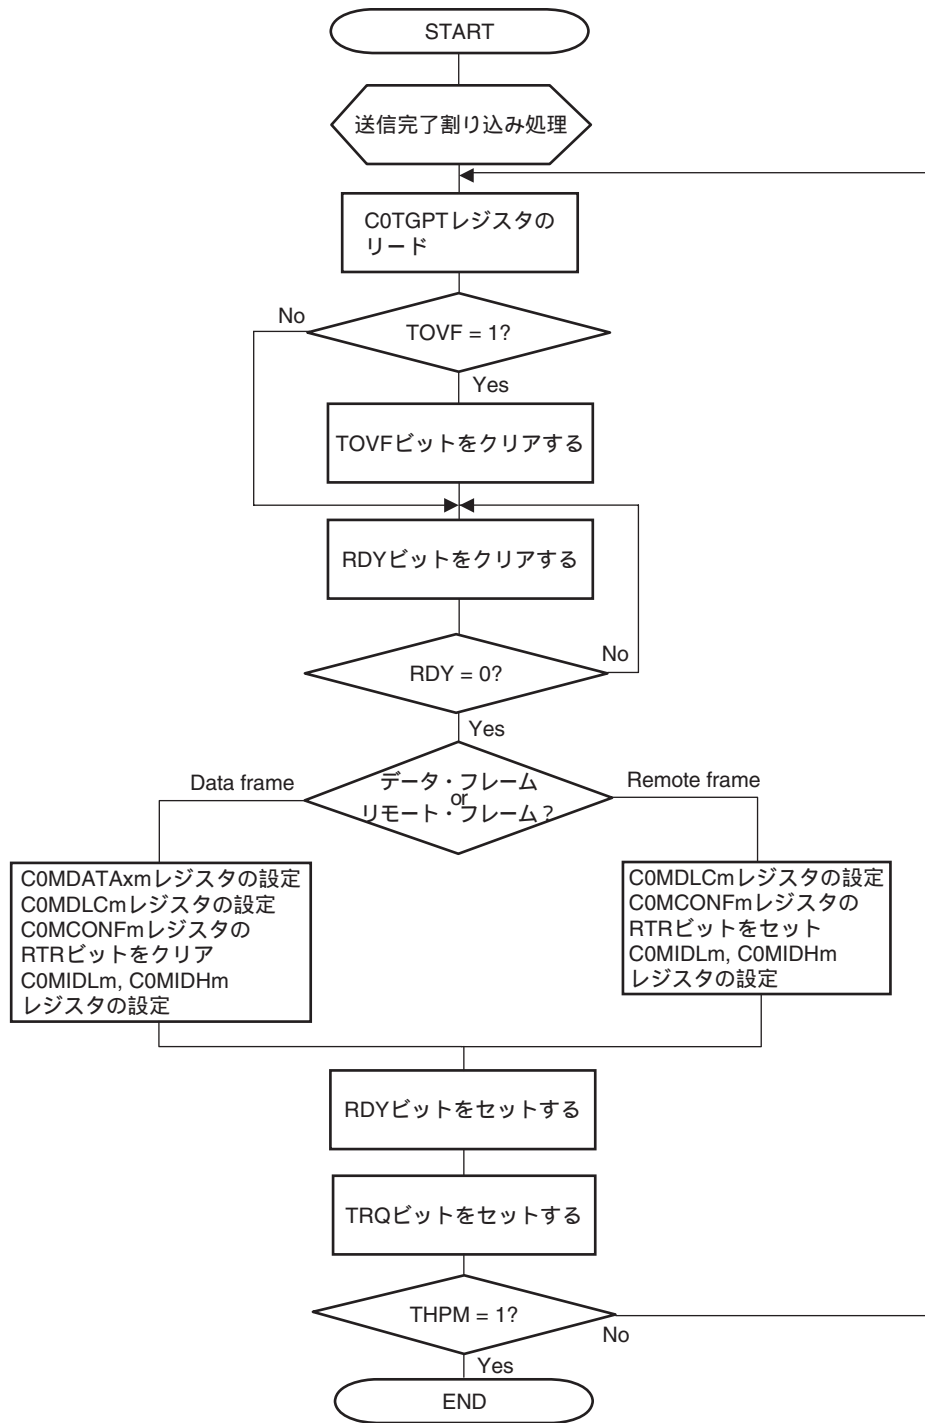 START
送信完了割り込み処理
C0TGPTレジスタの
リード
No
TOVF = 1?
Yes
TOVFビットをクリアする
RDYビットをクリアする
RDY = 0?
No
Yes
Data frame
データ・フレーム
or
リモート・フレーム？
Remote frame
C0MDATAxmレジスタの設定
C0MDLCmレジスタの設定
C0MCONFmレジスタの
RTRビットをクリア
C0MIDLm, C0MIDHm
レジスタの設定
C0MDLCmレジスタの設定
C0MCONFmレジスタの
RTRビットをセット
C0MIDLm, C0MIDHm
レジスタの設定
RDYビットをセットする
TRQビットをセットする
THPM = 1?
No
Yes
END